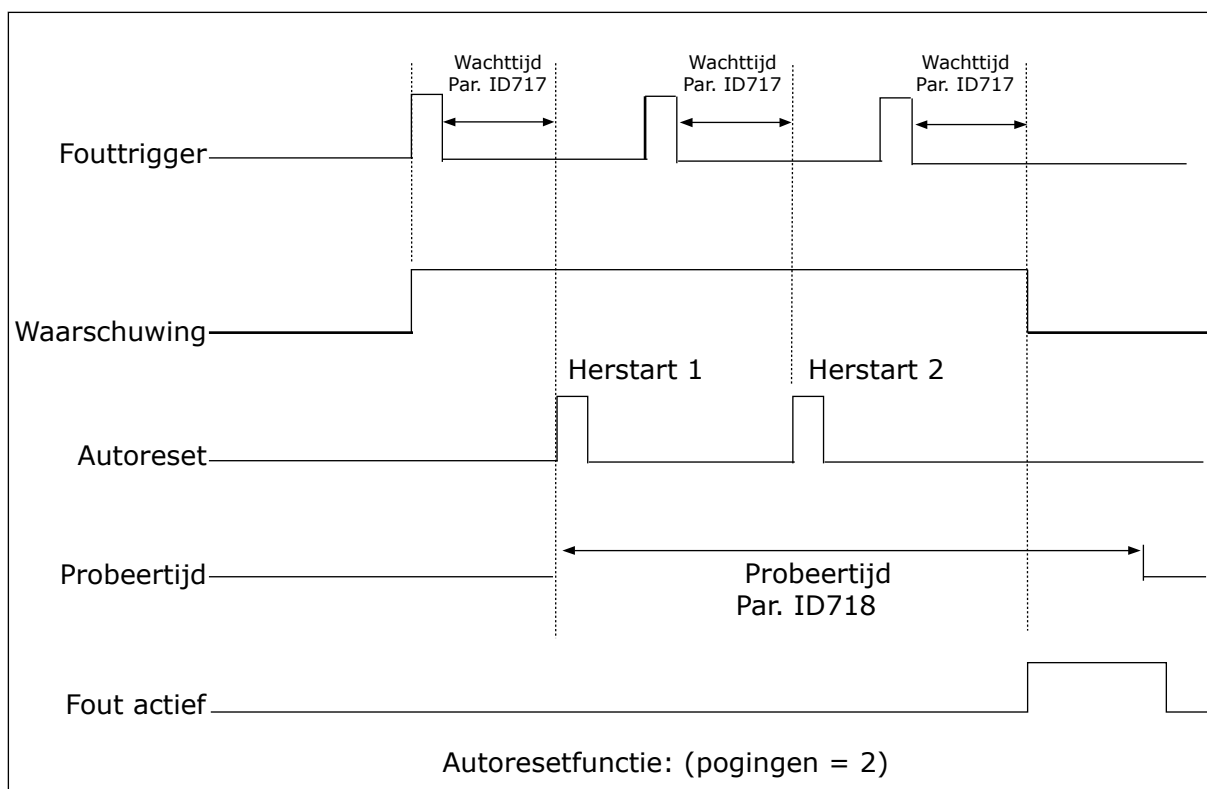 Wachttijd
Par. ID717
Wachttijd
Par. ID717
Wachttijd
Par. ID717
Fouttrigger
Waarschuwing
Herstart 1
Herstart 2
Autoreset
Probeertijd
Probeertijd
Par. ID718
Fout actief
Autoresetfunctie: (pogingen = 2)